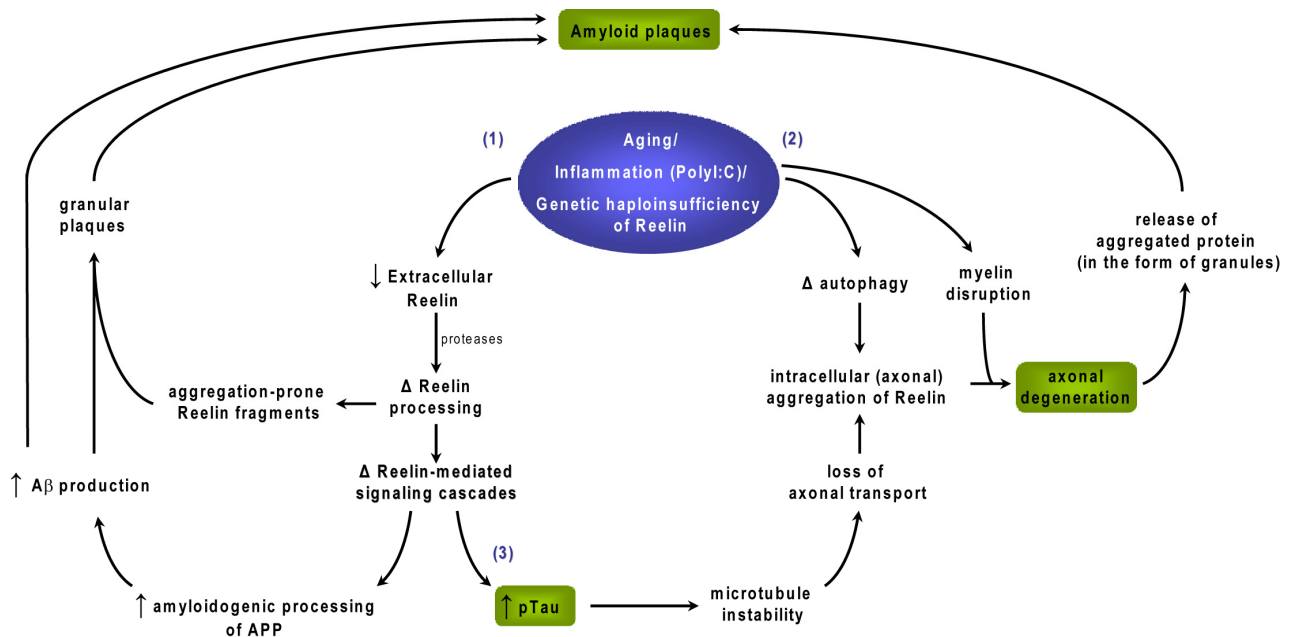 Amyloid plaques
(1)
Aging/
Inflammation (PolyI:C)/
Genetic haploinsufficiency
of Reelin
(2)
granular
plaques
release of
aggregated protein
(in the form of granules)
↓ Extracellular
Reelin
Δ autophagy
myelin
disruption
proteases
aggregation-prone
Reelin fragments
Δ Reelin
processing
intracellular (axonal)
aggregation of Reelin
axonal
degeneration
↑ Aβ production
Δ Reelin-mediated
signaling cascades
loss of
axonal transport
(3)
↑ amyloidogenic processing
of APP
↑ pTau
microtubule
instability